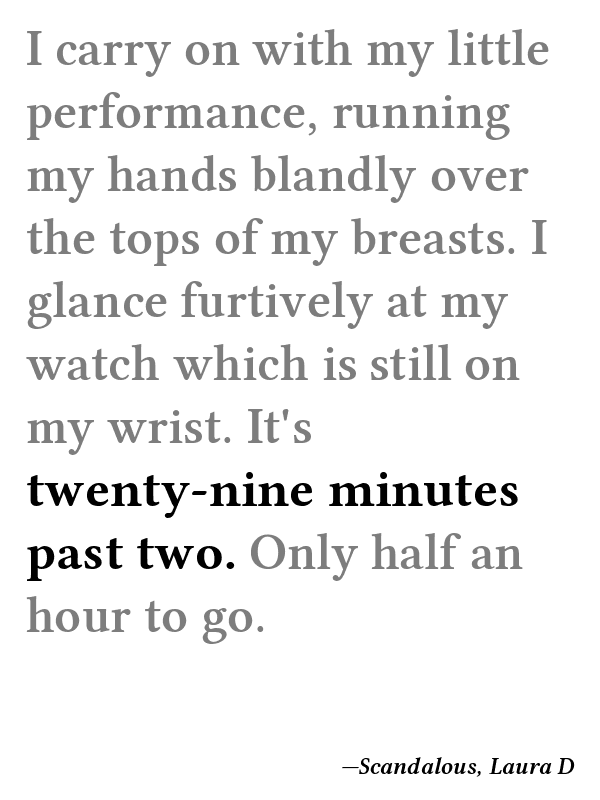 I carry on with my little
performance, running
my hands blandly over
the tops of my breasts. I
glance furtively at my
watch which is still on
my wrist. It's
twenty-nine minutes
past two. Only half an
hour to go.
—Scandalous, Laura D